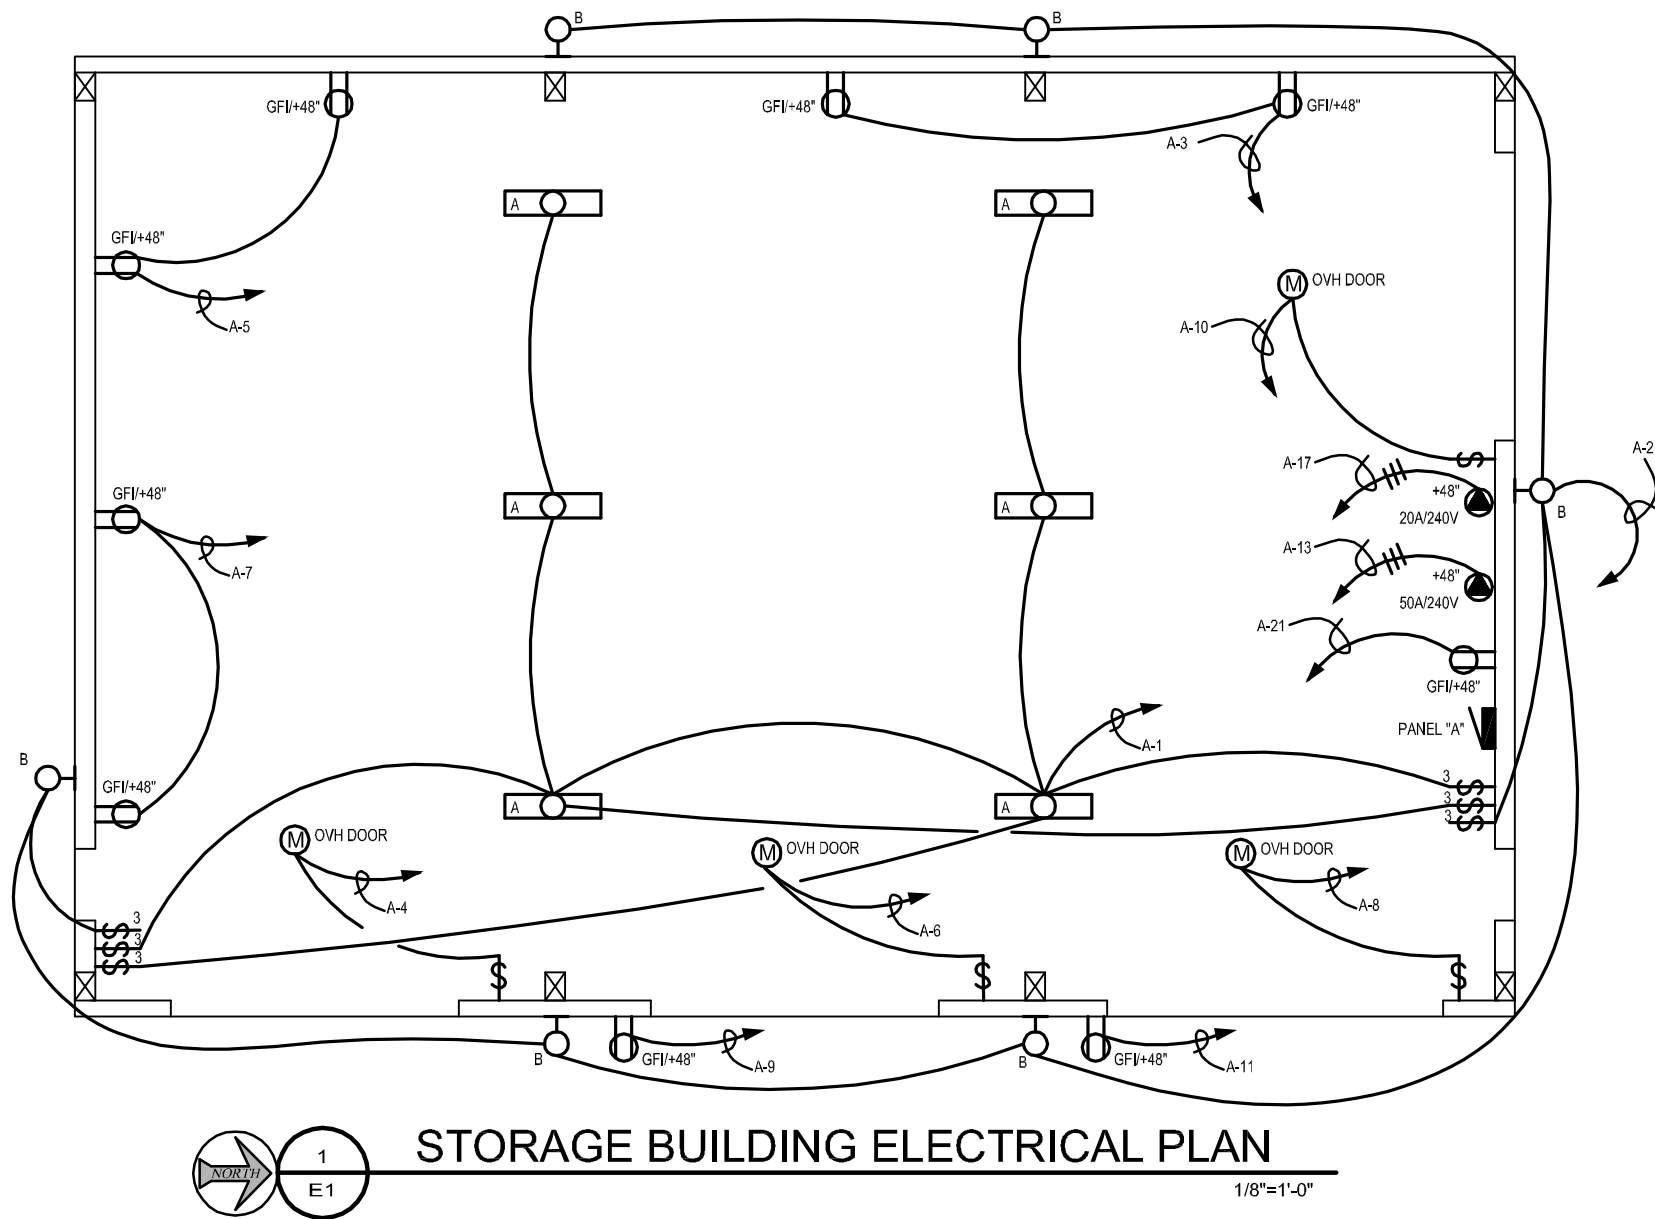 B
B
GFI/+48"
GFI/+48"
GFI/+48"
A-3
A
A
GFI/+48"
M OVH DOOR
A-5
A-10
A-17
A-2
+48"
20A/240V
GFI/+48"
A
A
B
A-13
A-7
+48"
50A/240V
A-21
GFI/+48"
PANEL "A"
A-1
B
GFI/+48"
3
3
3
A
A
M OVH DOOR
M OVH DOOR
M OVH DOOR
A-4
A-6
A-8
3
3
3
B
GFI/+48"
A-9
B
GFI/+48"
A-11
NORTH
1
E1
STORAGE BUILDING ELECTRICAL PLAN
1/8"=1'-0"